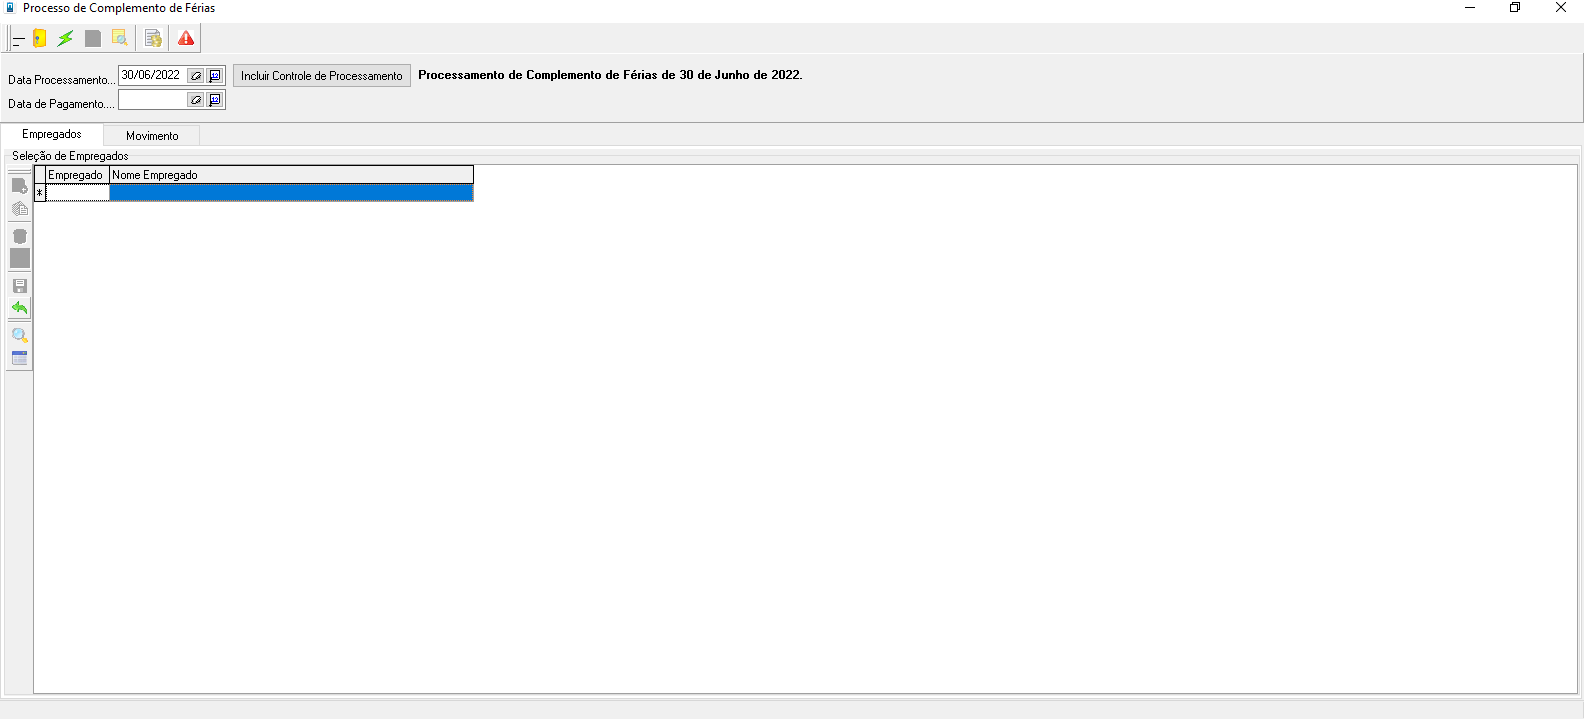 Processo de Complemento de Férias
Data Processamento... 30/06/2022 Incluir Controle de Processamento Processamento de Complemento de Férias de 30 de Junho de 2022.
Data de Pagamento....
Empregados Movimento
Seleção de Empregados
Empregado Nome Empregado
*